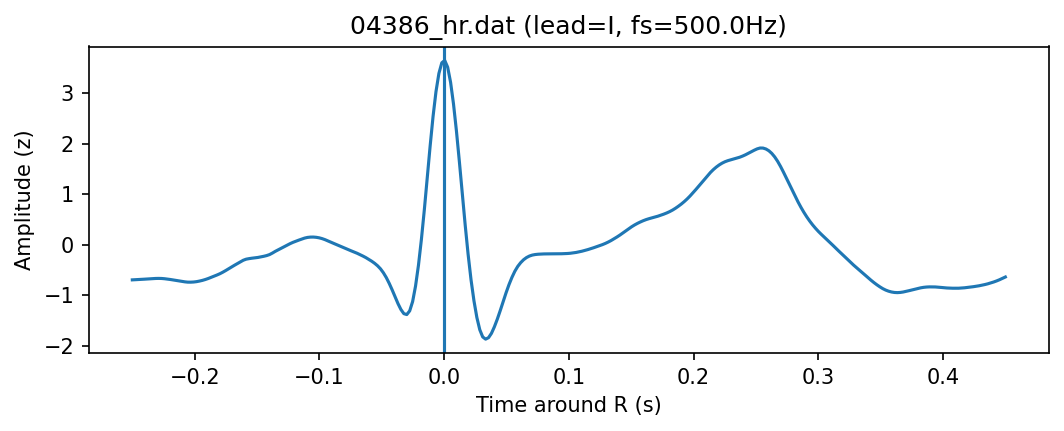 04386_hr.dat (lead=I, fs=500.0Hz)
Amplitude (z)
3
2
1
0
−1
−2
−0.2 −0.1 0.0 0.1 0.2 0.3 0.4
Time around R (s)